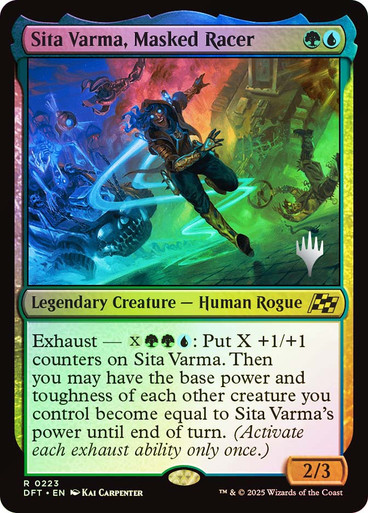 Sita Varma, Masked Racer
Legendary Creature — Human Rogue
Exhaust — X: Put X +1/+1
counters on Sita Varma. Then
you may have the base power and
toughness of each other creature you
control become equal to Sita Varma's
power until end of turn. (Activate
each exhaust ability only once.)
2/3
R 0223
DFT • EN Kai Carpenter
™ & © 2025 Wizards of the Coast